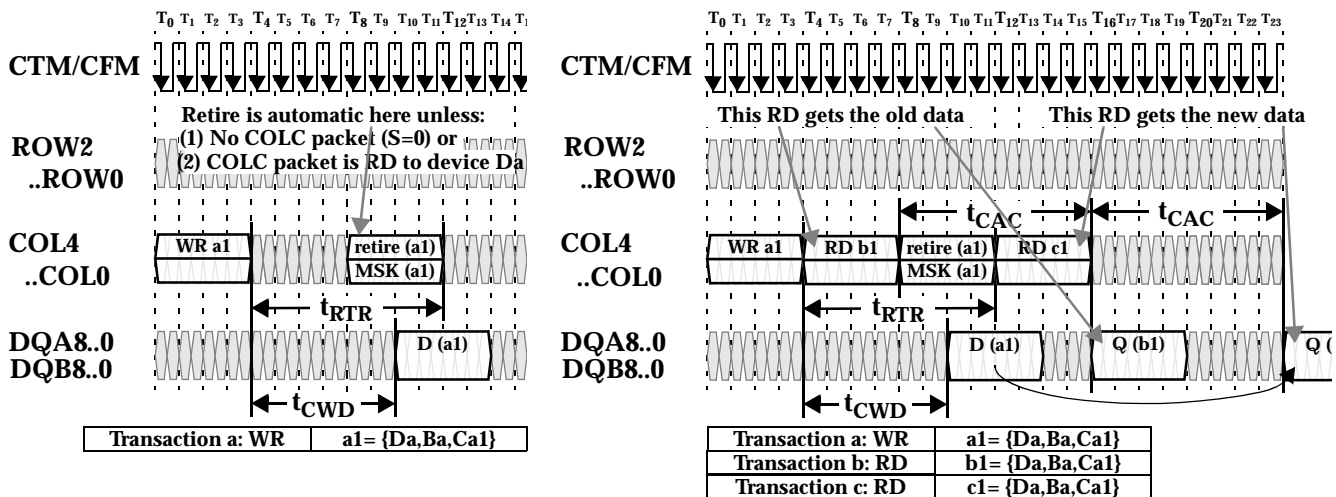 T0 T1 T2 T3 T4 T5 T6 T7 T8 T9 T10 T11 T12 T13 T14 T1
CTM/CFM
Retire is automatic here unless:
(1) No COLC packet (S=0) or
(2) COLC packet is RD to device Da
ROW2
..ROW0
COL4
..COL0
WR a1
retire (a1)
MSK (a1)
tRTR
DQA8..0
DQB8..0
D (a1)
tCWD
Transaction a: WR a1= {Da,Ba,Ca1}
T0 T1 T2 T3 T4 T5 T6 T7 T8 T9 T10 T11 T12 T13 T14 T15 T16 T17 T18 T19 T20 T21 T22 T23
CTM/CFM
This RD gets the old data
This RD gets the new data
ROW2
..ROW0
tCAC tCAC
COL4
..COL0
WR a1 RD b1 retire (a1) RD c1
MSK (a1)
tRTR
DQA8..0
DQB8..0
D (a1) Q (b1) Q (
tCWD
Transaction a: WR a1= {Da,Ba,Ca1}
Transaction b: RD b1= {Da,Ba,Ca1}
Transaction c: RD c1= {Da,Ba,Ca1}